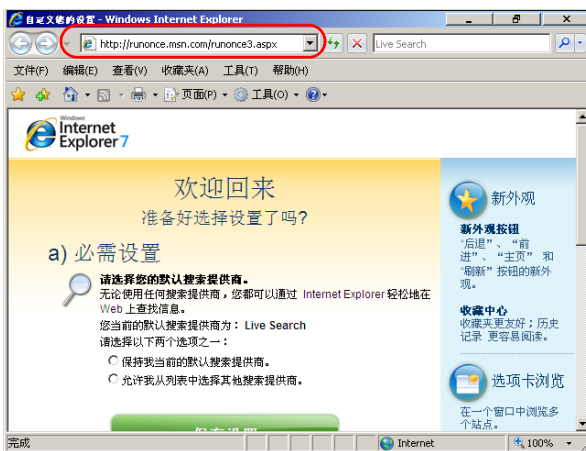 自定义您的设置 - Windows Internet Explorer
http://runonce.msn.com/runonce3.aspx
Live Search
文件(F) 编辑(E) 查看(V) 收藏夹(A) 工具(T) 帮助(H)
页面(P) 工具(O)
Windows
Internet
Explorer 7
欢迎回来
准备好选择设置了吗?
a) 必需设置
请选择您的默认搜索提供商。
无论使用任何搜索提供商，您都可以通过 Internet Explorer 轻松地在
Web 上查找信息。
您当前的默认搜索提供商为：Live Search
请选择以下两个选项之一：
保持我当前的默认搜索提供商。
允许我从列表中选择其他搜索提供商。
保存设置
新外观
新外观按钮
“后退”、“前
进”、“主页” 和
“刷新” 按钮的新外
观。
收藏中心
收藏夹更友好；历史
记录 更容易阅读。
选项卡浏览
在一个窗口中浏览多
个站点。
完成
Internet
100%